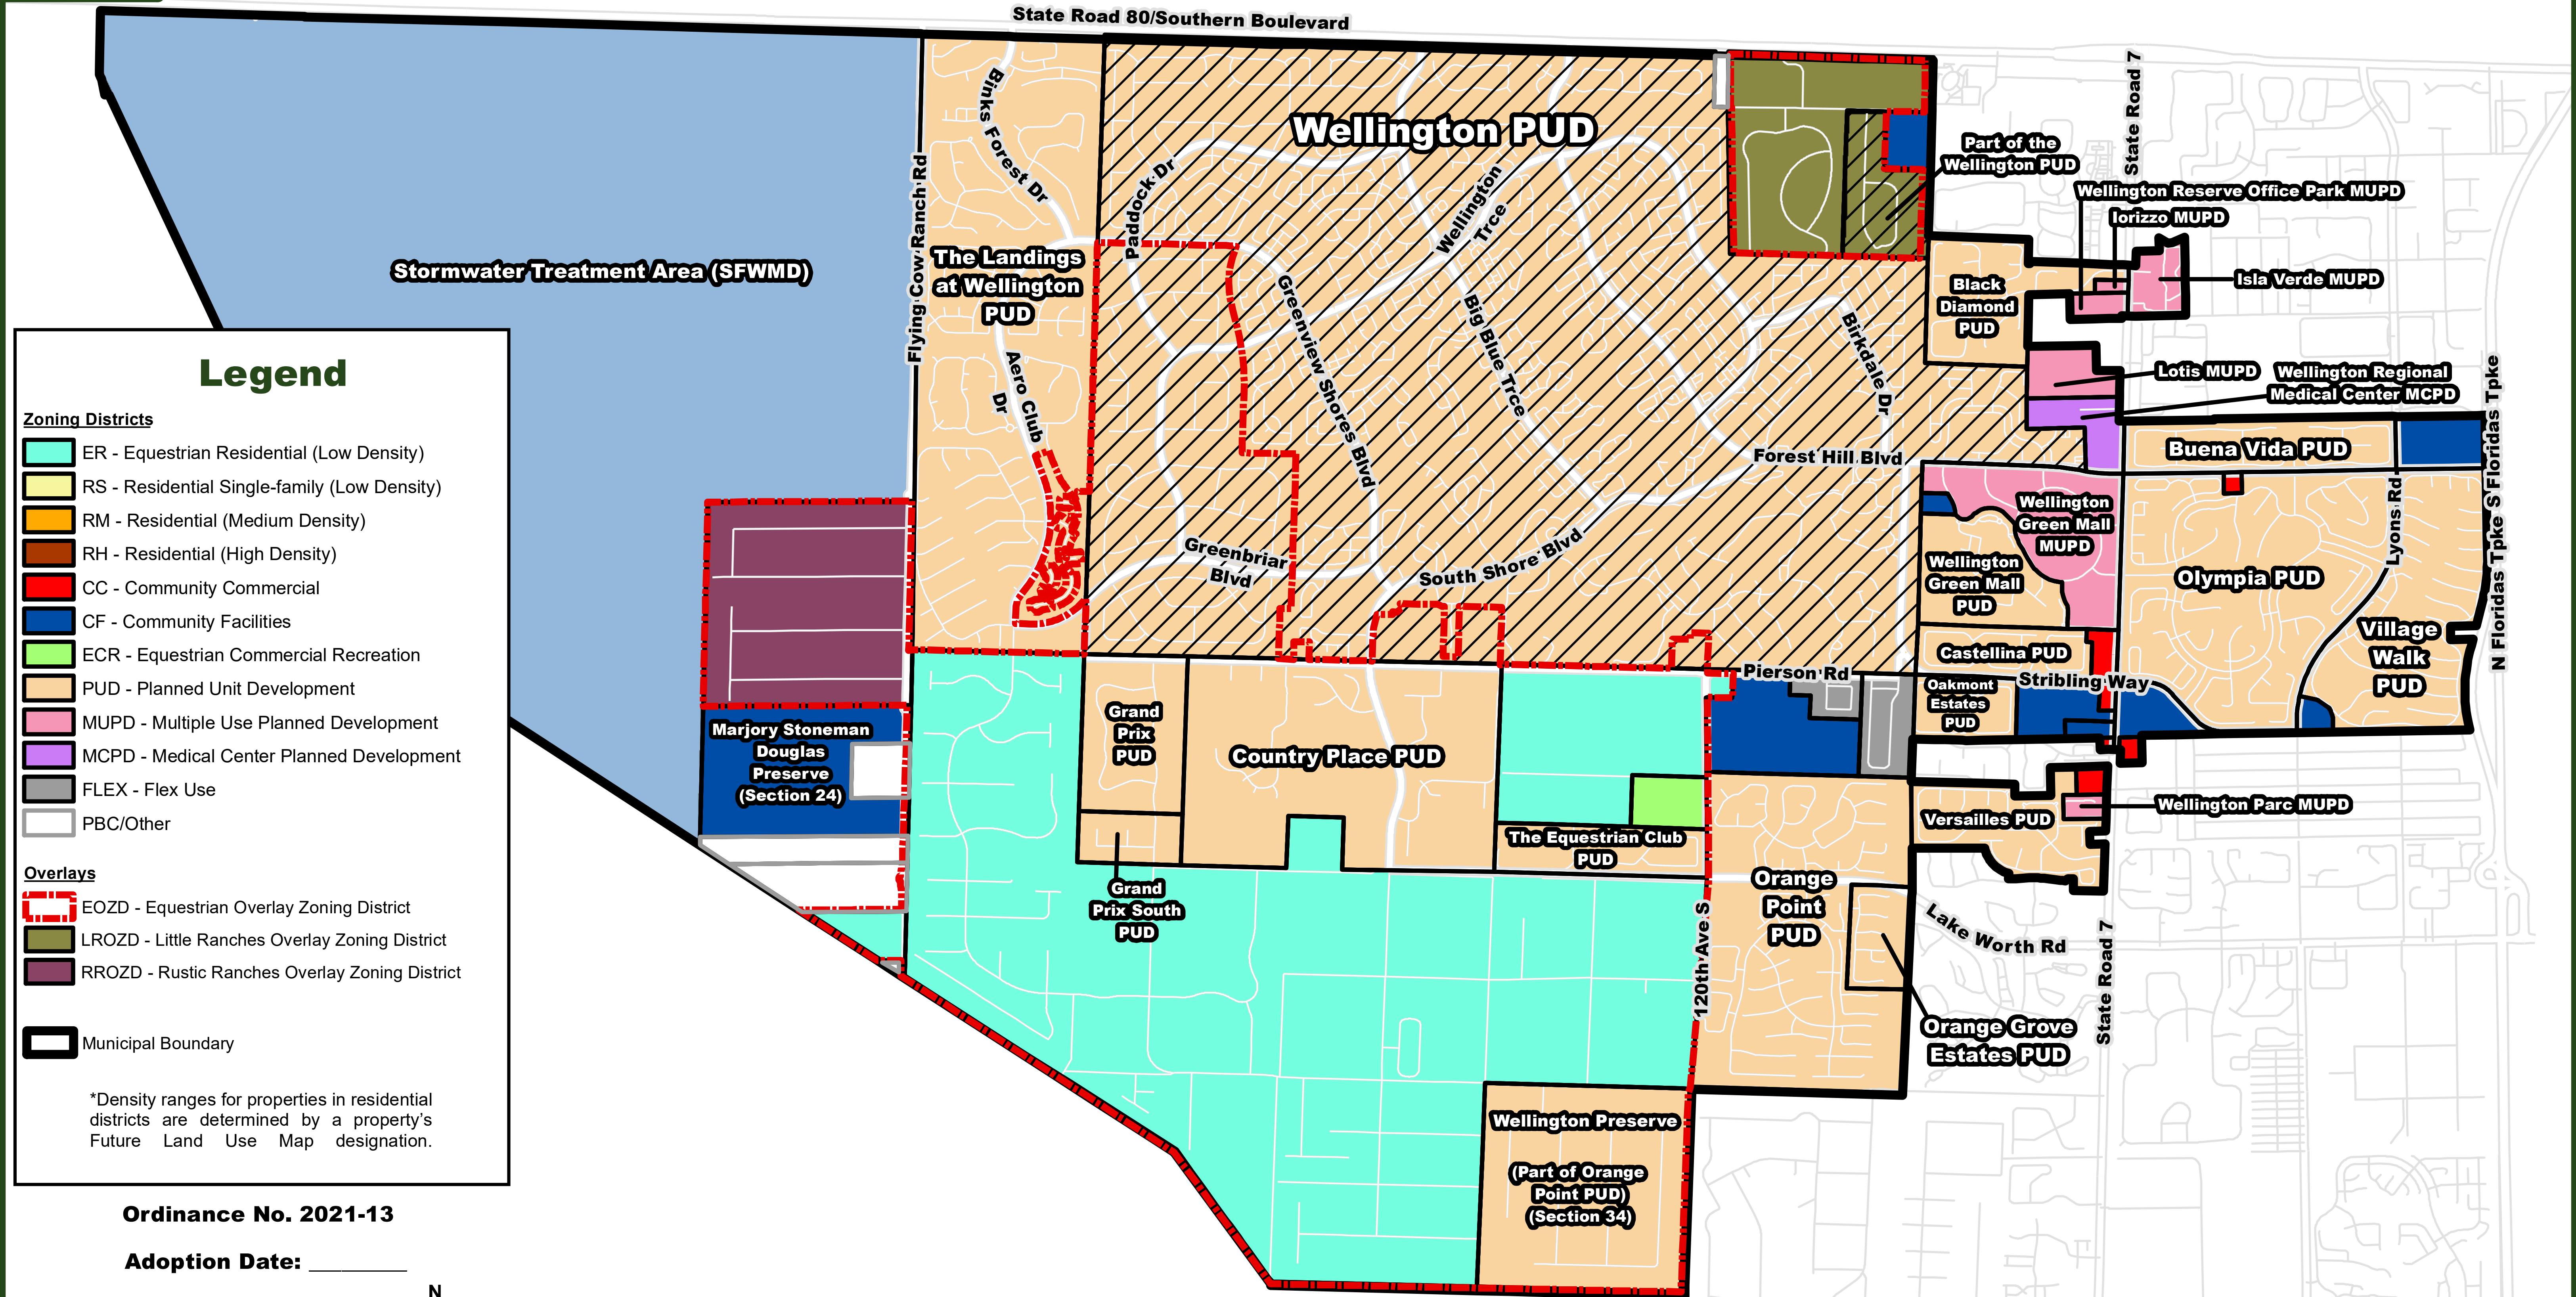 State Road 80/Southern Boulevard
Binks Forest Dr
Wellington PUD
State Road 7
Part of the
Wellington PUD
Flying Cow Ranch Rd
Paddock Dr
Wellington
Trce
Wellington Reserve Office Park MUPD
Iorizzo MUPD
Stormwater Treatment Area (SFWMD)
The Landings
at Wellington
PUD
Black
Diamond
PUD
Isla Verde MUPD
Greenview Shores Blvd
Big Blue Trce
Birkdale Dr
Aero Club
Dr
Lotis MUPD
Wellington Regional
Medical Center MCPD
Forest Hill Blvd
Buena Vida PUD
N Floridas Tpke S Floridas Tpke
N Floridas Tpke
Lyons Rd
Wellington
Green Mall
MUPD
Wellington
Green Mall
PUD
Olympia PUD
Greenbriar
Blvd
South Shore Blvd
Village
Walk
PUD
Castellina PUD
Pierson Rd
Stribling Way
Oakmont
Estates
PUD
Marjory Stoneman
Douglas
Preserve
(Section 24)
Grand
Prix
PUD
Country Place PUD
Versailles PUD
Wellington Parc MUPD
The Equestrian Club
PUD
Grand
Prix South
PUD
Orange
Point
PUD
120th Ave S
Lake Worth Rd
State Road 7
Orange Grove
Estates PUD
Wellington Preserve
(Part of Orange
Point PUD)
(Section 34)
Legend
Zoning Districts
ER - Equestrian Residential (Low Density)
RS - Residential Single-family (Low Density)
RM - Residential (Medium Density)
RH - Residential (High Density)
CC - Community Commercial
CF - Community Facilities
ECR - Equestrian Commercial Recreation
PUD - Planned Unit Development
MUPD - Multiple Use Planned Development
MCPD - Medical Center Planned Development
FLEX - Flex Use
PBC/Other
Overlays
EOZD - Equestrian Overlay Zoning District
LROZD - Little Ranches Overlay Zoning District
RROZD - Rustic Ranches Overlay Zoning District
Municipal Boundary
*Density ranges for properties in residential
districts are determined by a property’s
Future Land Use Map designation.
Ordinance No. 2021-13
Adoption Date: ________
N